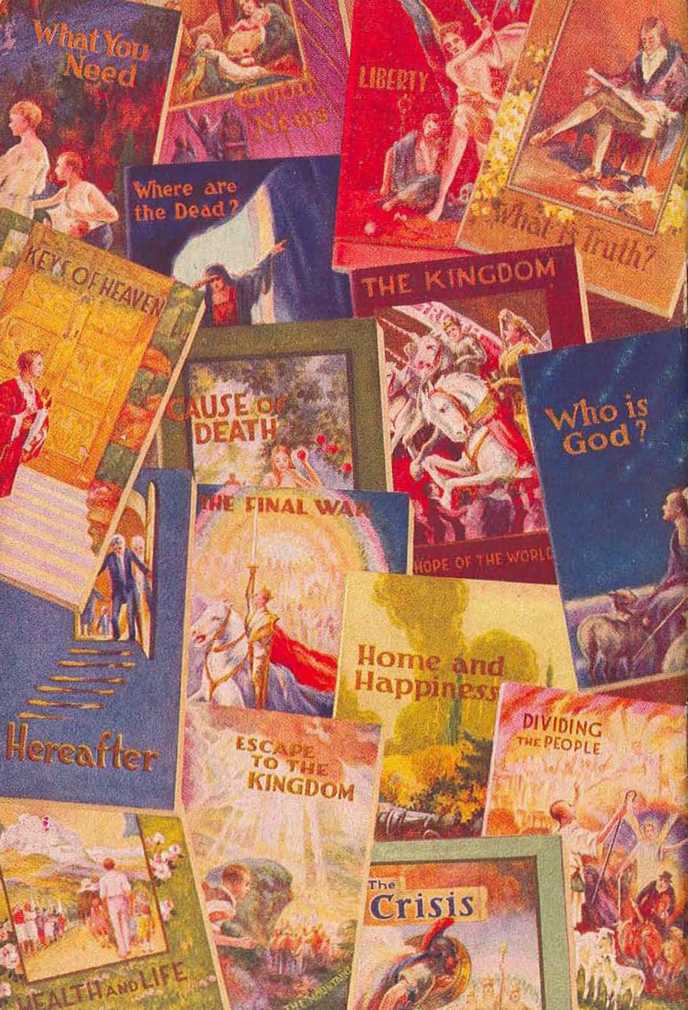 What You
Need
Good
News
LIBERTY
What is Truth?
Where are
the Dead?
KEYS OF HEAVEN
THE KINGDOM
HOPE OF THE WORLD
CAUSE OF
DEATH
Who is
God?
THE FINAL WAR
Home and
Happiness
Hereafter
ESCAPE
TO THE
KINGDOM
DIVIDING
THE PEOPLE
The
Crisis
HEALTH AND LIFE